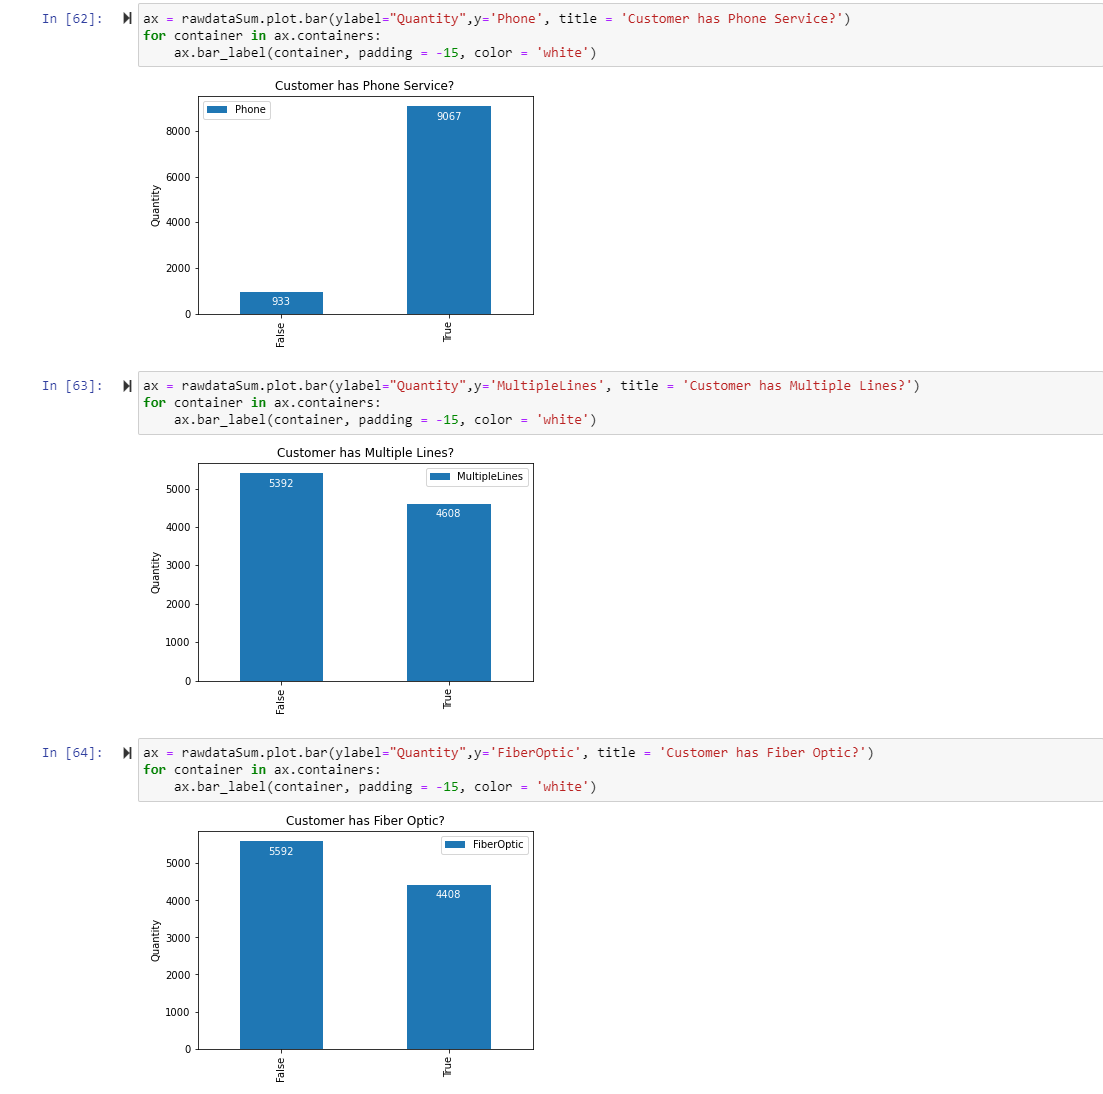 In [62]:
ax = rawdataSum.plot.bar(ylabel="Quantity",y='Phone', title = 'Customer has Phone Service?')
for container in ax.containers:
    ax.bar_label(container, padding = -15, color = 'white')
Customer has Phone Service?
Phone
9067
8000
6000
4000
2000
0
Quantity
933
False
True
In [63]:
ax = rawdataSum.plot.bar(ylabel="Quantity",y='MultipleLines', title = 'Customer has Multiple Lines?')
for container in ax.containers:
    ax.bar_label(container, padding = -15, color = 'white')
Customer has Multiple Lines?
MultipleLines
5392
4608
5000
4000
3000
2000
1000
0
Quantity
False
True
In [64]:
ax = rawdataSum.plot.bar(ylabel="Quantity",y='FiberOptic', title = 'Customer has Fiber Optic?')
for container in ax.containers:
    ax.bar_label(container, padding = -15, color = 'white')
Customer has Fiber Optic?
FiberOptic
5592
4408
5000
4000
3000
2000
1000
0
Quantity
False
True